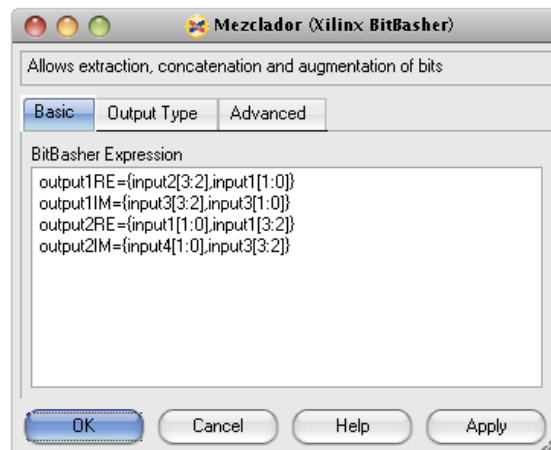 Mezclador (Xilinx BitBasher)
Allows extraction, concatenation and augmentation of bits
Basic Output Type Advanced
BitBasher Expression
output1RE={input2[3:2],input1[1:0]}
output1IM={input3[3:2],input3[1:0]}
output2RE={input1[1:0],input1[3:2]}
output2IM={input4[1:0],input3[3:2]}
OK Cancel Help Apply